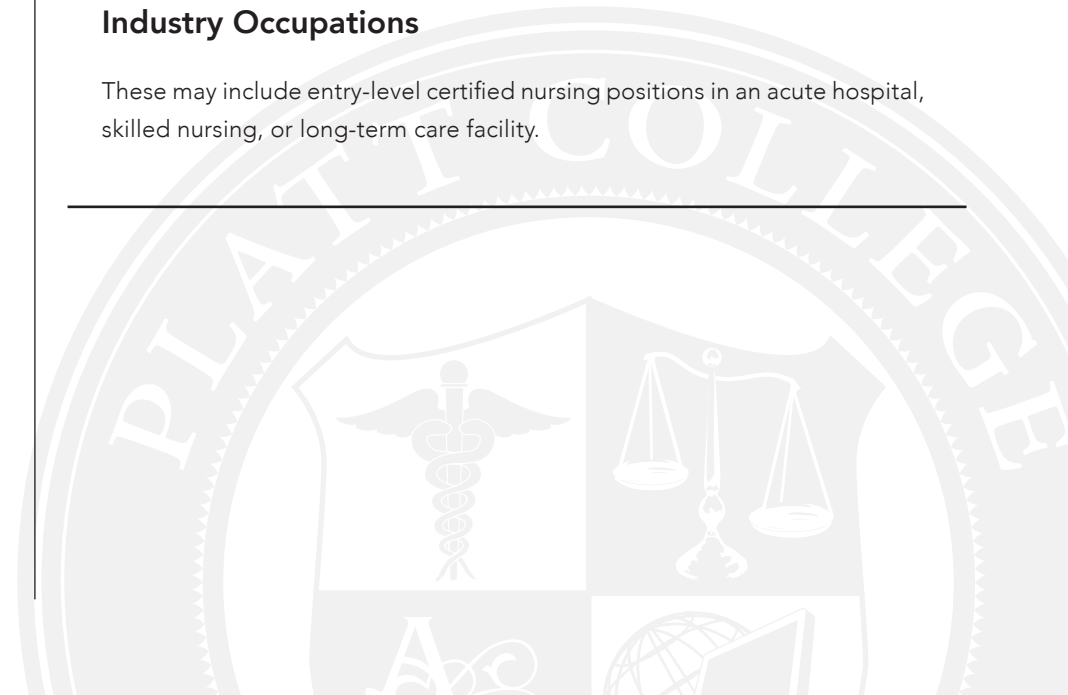 Industry Occupations
These may include entry-level certified nursing positions in an acute hospital,
skilled nursing, or long-term care facility.
PLATT COLLEGE